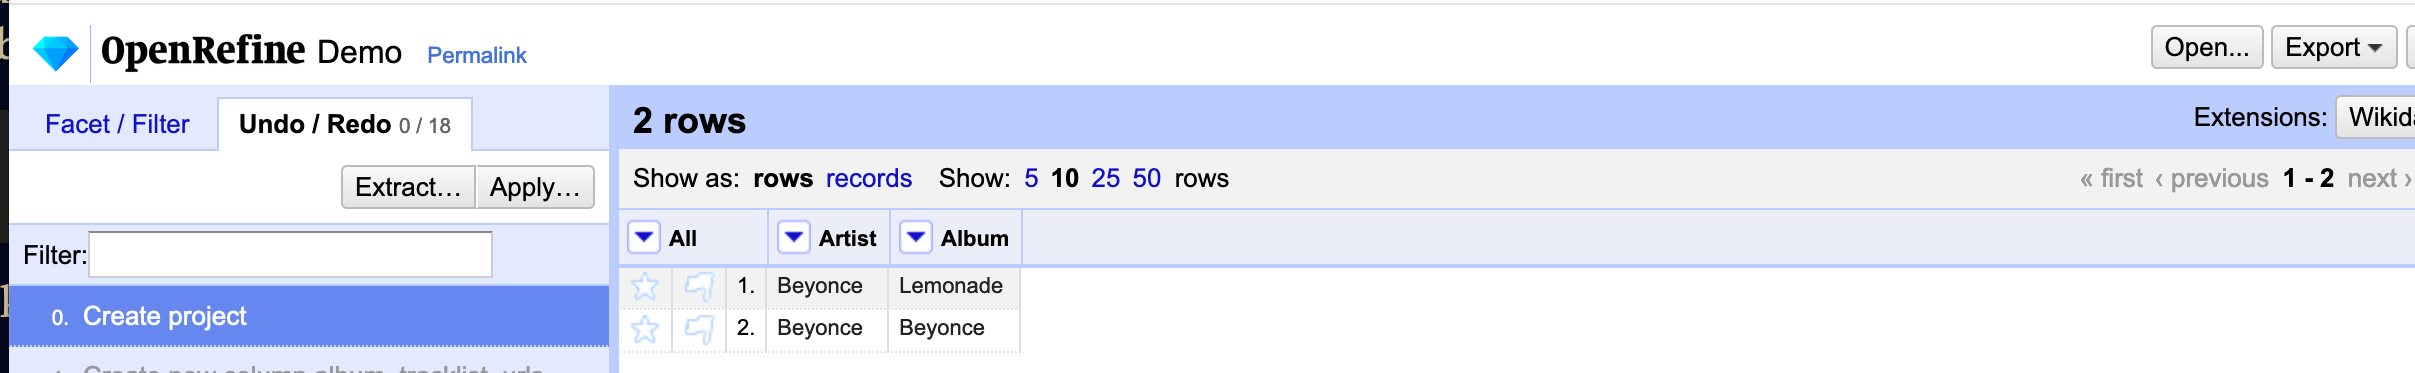 OpenRefine Demo Permalink
Open... Export
Facet / Filter Undo / Redo 0 / 18
2 rows
Extensions:
Extract... Apply...
Show as: rows records Show: 5 10 25 50 rows
« first ‹ previous 1 - 2 next ›
Filter:
All Artist Album
0. Create project
1. Beyonce Lemonade
2. Beyonce Beyonce